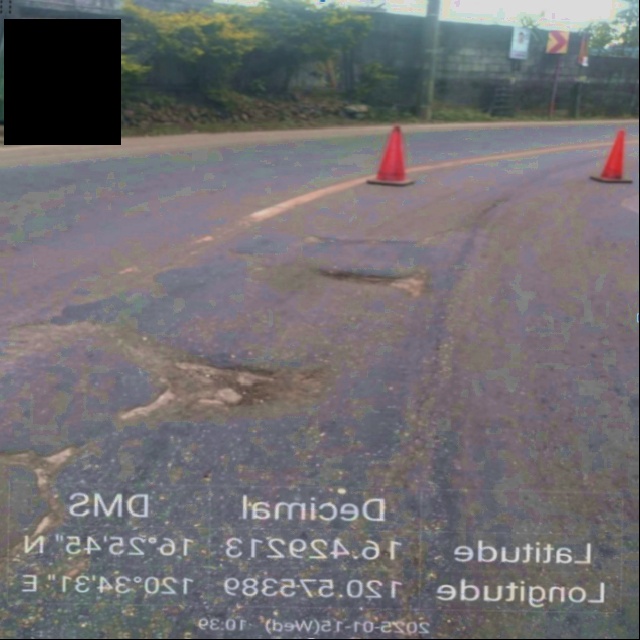 Decimal DMS
Latitude 16.429213 16°25'45" N
Longitude 120.575389 120°34'31" E
2025-01-15(Wed) 10:39